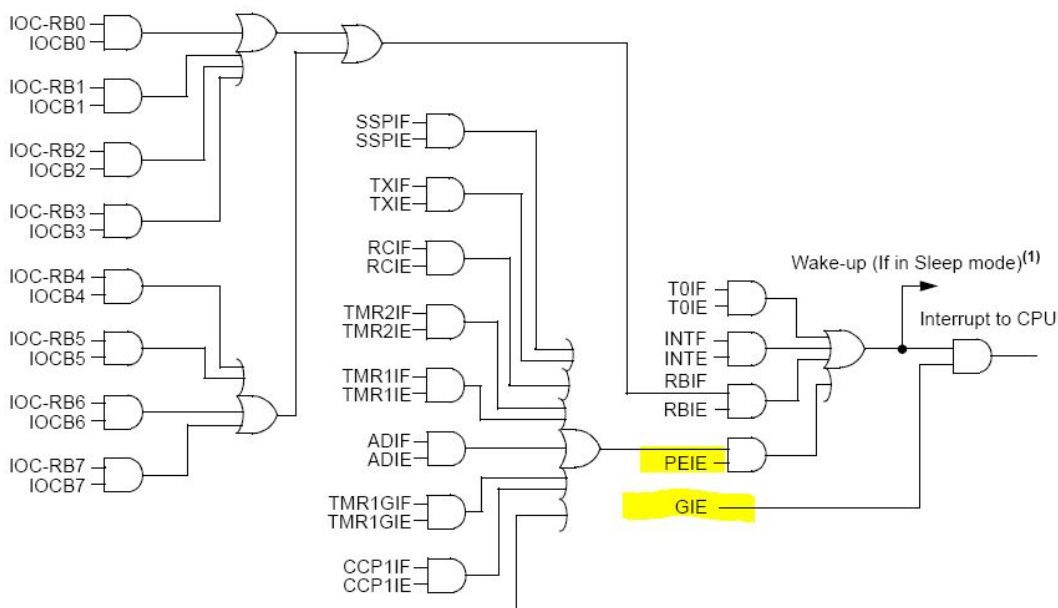 IOC-RB0
IOCB0
IOC-RB1
IOCB1
IOC-RB2
IOCB2
IOC-RB3
IOCB3
IOC-RB4
IOCB4
IOC-RB5
IOCB5
IOC-RB6
IOCB6
IOC-RB7
IOCB7
SSPIF
SSPIE
TXIF
TXIE
RCIF
RCIE
TMR2IF
TMR2IE
TMR1IF
TMR1IE
ADIF
ADIE
TMR1GIF
TMR1GIE
CCP1IF
CCP1IE
Wake-up (If in Sleep mode)(1)
T0IF
T0IE
Interrupt to CPU
INTF
INTE
RBIF
RBIE
PEIE
GIE